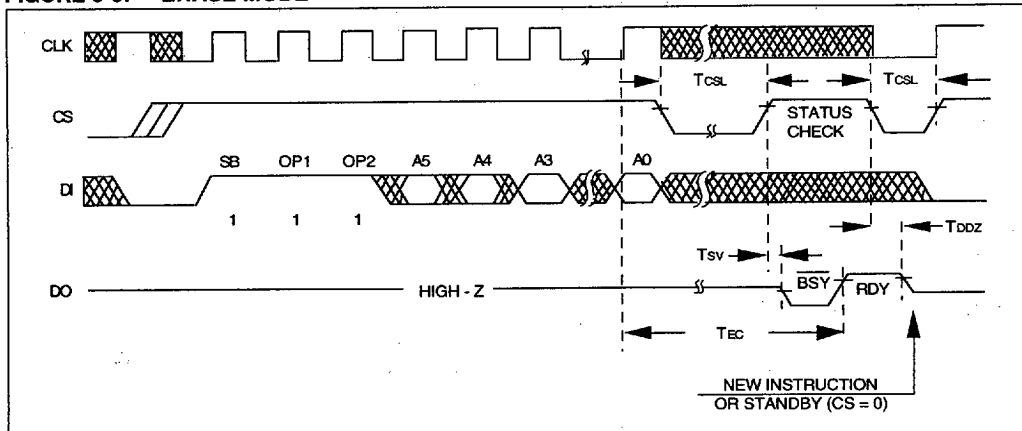 CLK
TCSL
TCSL
CS
STATUS
CHECK
SB OP1 OP2 A5 A4 A3 A0
DI
1 1 1
TDDZ
TSV
BSY
RDY
DO
HIGH - Z
TEC
NEW INSTRUCTION
OR STANDBY (CS = 0)